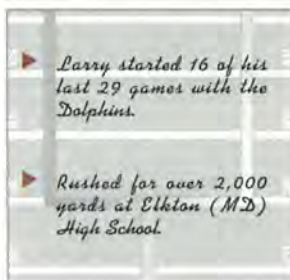 Larry started 16 of his
last 29 games with the
Dolphins.
Rushed for over 2,000
yards at Elkton (MD)
High School.